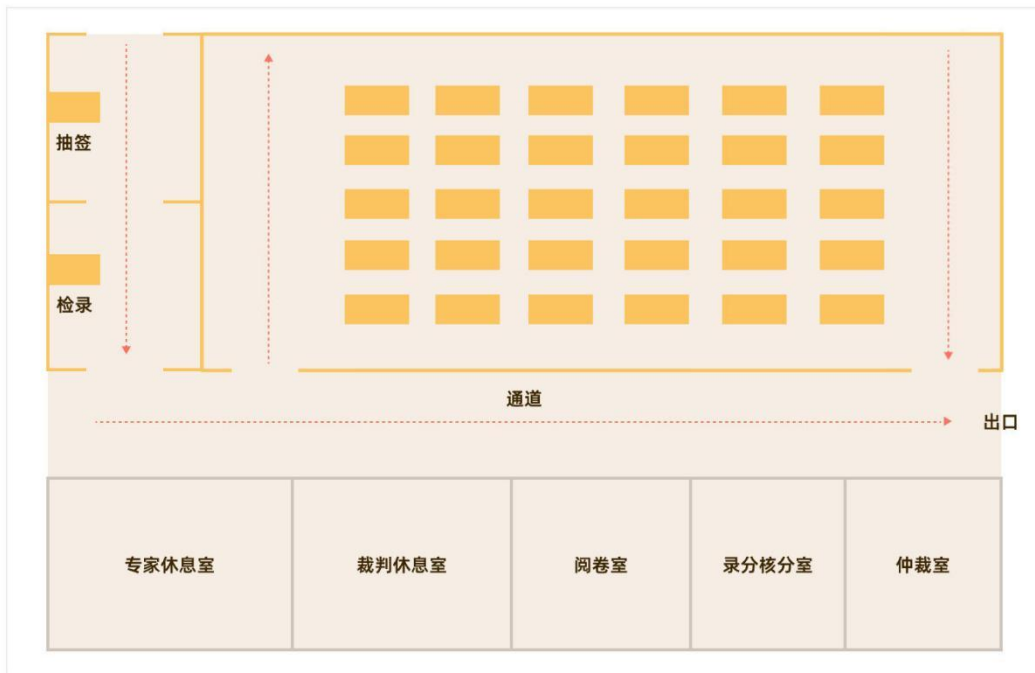 抽签
检录
通道
出口
专家休息室
裁判休息室
阅卷室
录分核分室
仲裁室